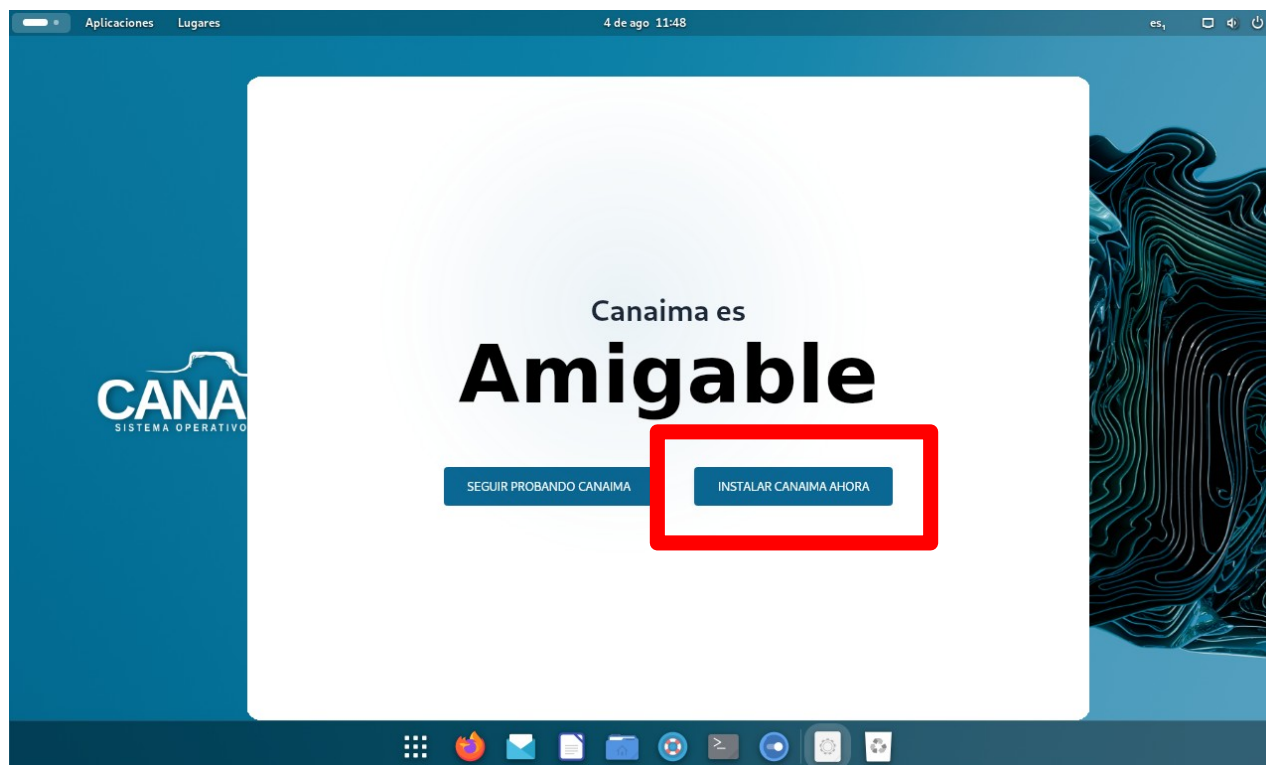 Aplicaciones Lugares 4 de ago 11:48 es₁
Canaima es
Amigable
CANA
SISTEMA OPERATIVO
SEGUIR PROBANDO CANAIMA INSTALAR CANAIMA AHORA
>_